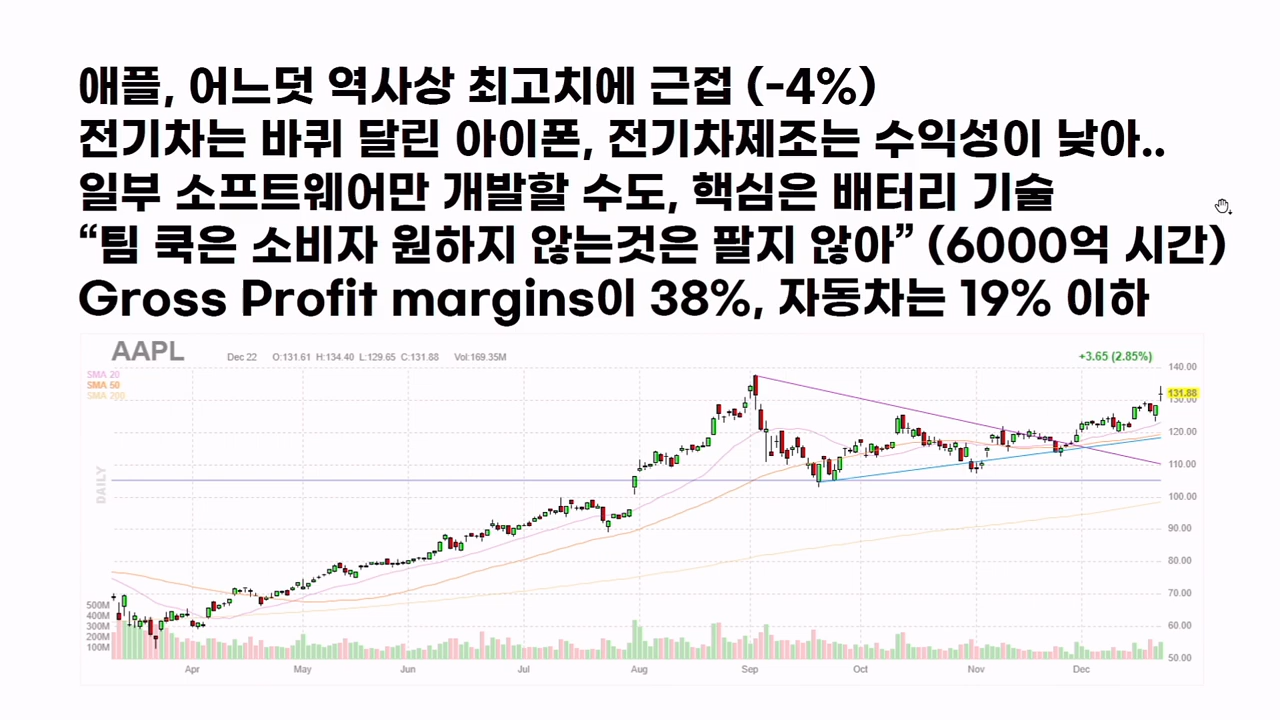 애플, 어느덧 역사상 최고치에 근접 (-4%)
전기차는 바퀴 달린 아이폰, 전기차제조는 수익성이 낮아..
일부 소프트웨어만 개발할 수도, 핵심은 배터리 기술
“팀 쿡은 소비자 원하지 않는것은 팔지 않아” (6000억 시간)
Gross Profit margins이 38%, 자동차는 19% 이하
AAPL Dec 22 O:131.61 H:134.40 L:129.65 C:131.88 Vol:169.35M +3.65 (2.85%)
SMA 20
SMA 50
SMA 200
DAILY
140.00
131.88
130.00
120.00
110.00
100.00
90.00
80.00
70.00
60.00
50.00
500M
400M
300M
200M
100M
Apr May Jun Jul Aug Sep Oct Nov Dec